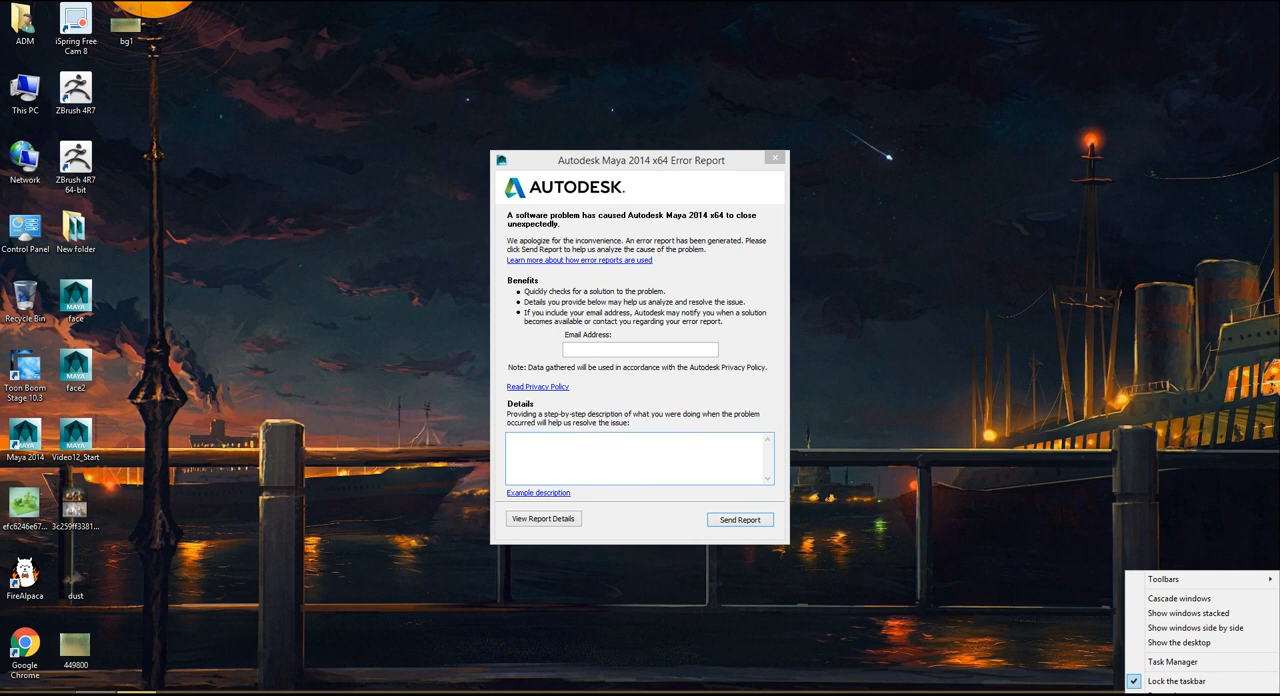 ADM
iSpring Free
Cam 8
bg1
This PC
ZBrush 4R7
Network
ZBrush 4R7
64-bit
Control Panel
New folder
Recycle Bin
MAYA
face
Toon Boom
Stage 10.3
MAYA
face2
MAYA
Maya 2014
MAYA
Video12_Start
efc6246e67...
3c259ff3381...
FireAlpaca
dust
Google
Chrome
449800
Autodesk Maya 2014 x64 Error Report
AUTODESK.
A software problem has caused Autodesk Maya 2014 x64 to close
unexpectedly.
We apologize for the inconvenience. An error report has been generated. Please
click Send Report to help us analyze the cause of the problem.
Learn more about how error reports are used
Benefits
• Quickly checks for a solution to the problem.
• Details you provide below may help us analyze and resolve the issue.
• If you include your email address, Autodesk may notify you when a solution
becomes available or contact you regarding your error report.
Email Address:
Note: Data gathered will be used in accordance with the Autodesk Privacy Policy.
Read Privacy Policy
Details
Providing a step-by-step description of what you were doing when the problem
occurred will help us resolve the issue:
Example description
View Report Details
Send Report
Toolbars
Cascade windows
Show windows stacked
Show windows side by side
Show the desktop
Task Manager
Lock the taskbar